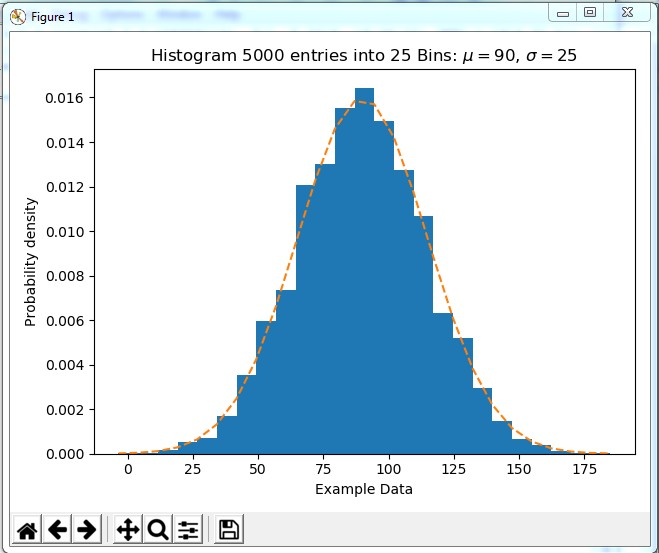 Figure 1
Histogram 5000 entries into 25 Bins: μ = 90, σ = 25
0.016
0.014
0.012
0.010
0.008
0.006
0.004
0.002
0.000
Probability density
0 25 50 75 100 125 150 175
Example Data